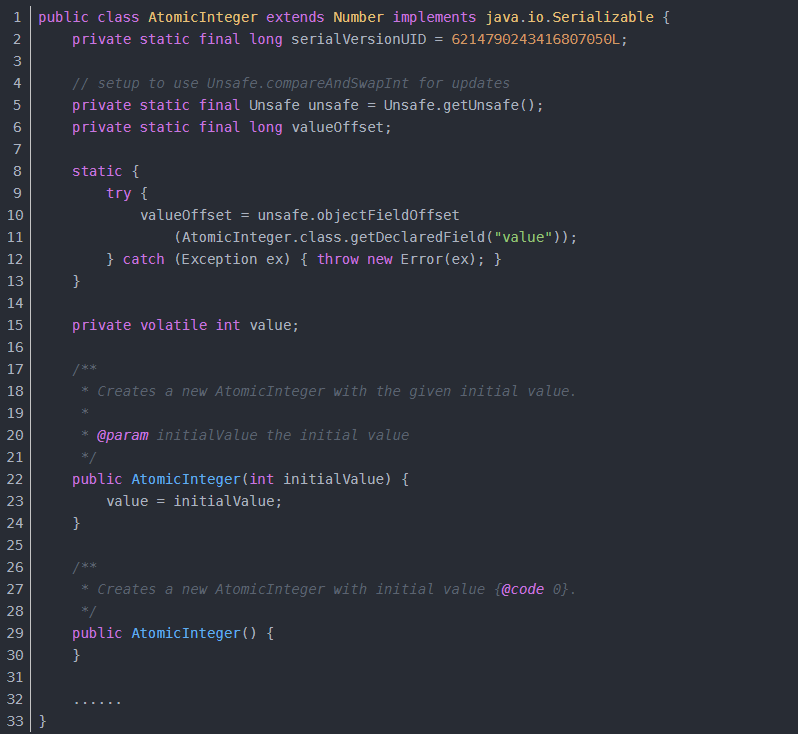 1 public class AtomicInteger extends Number implements java.io.Serializable {
2     private static final long serialVersionUID = 6214790243416807050L;
3
4     // setup to use Unsafe.compareAndSwapInt for updates
5     private static final Unsafe unsafe = Unsafe.getUnsafe();
6     private static final long valueOffset;
7
8     static {
9         try {
10             valueOffset = unsafe.objectFieldOffset
11                 (AtomicInteger.class.getDeclaredField("value"));
12         } catch (Exception ex) { throw new Error(ex); }
13     }
14
15     private volatile int value;
16
17     /**
18      * Creates a new AtomicInteger with the given initial value.
19      *
20      * @param initialValue the initial value
21      */
22     public AtomicInteger(int initialValue) {
23         value = initialValue;
24     }
25
26     /**
27      * Creates a new AtomicInteger with initial value {@code 0}.
28      */
29     public AtomicInteger() {
30     }
31
32     ......
33 }